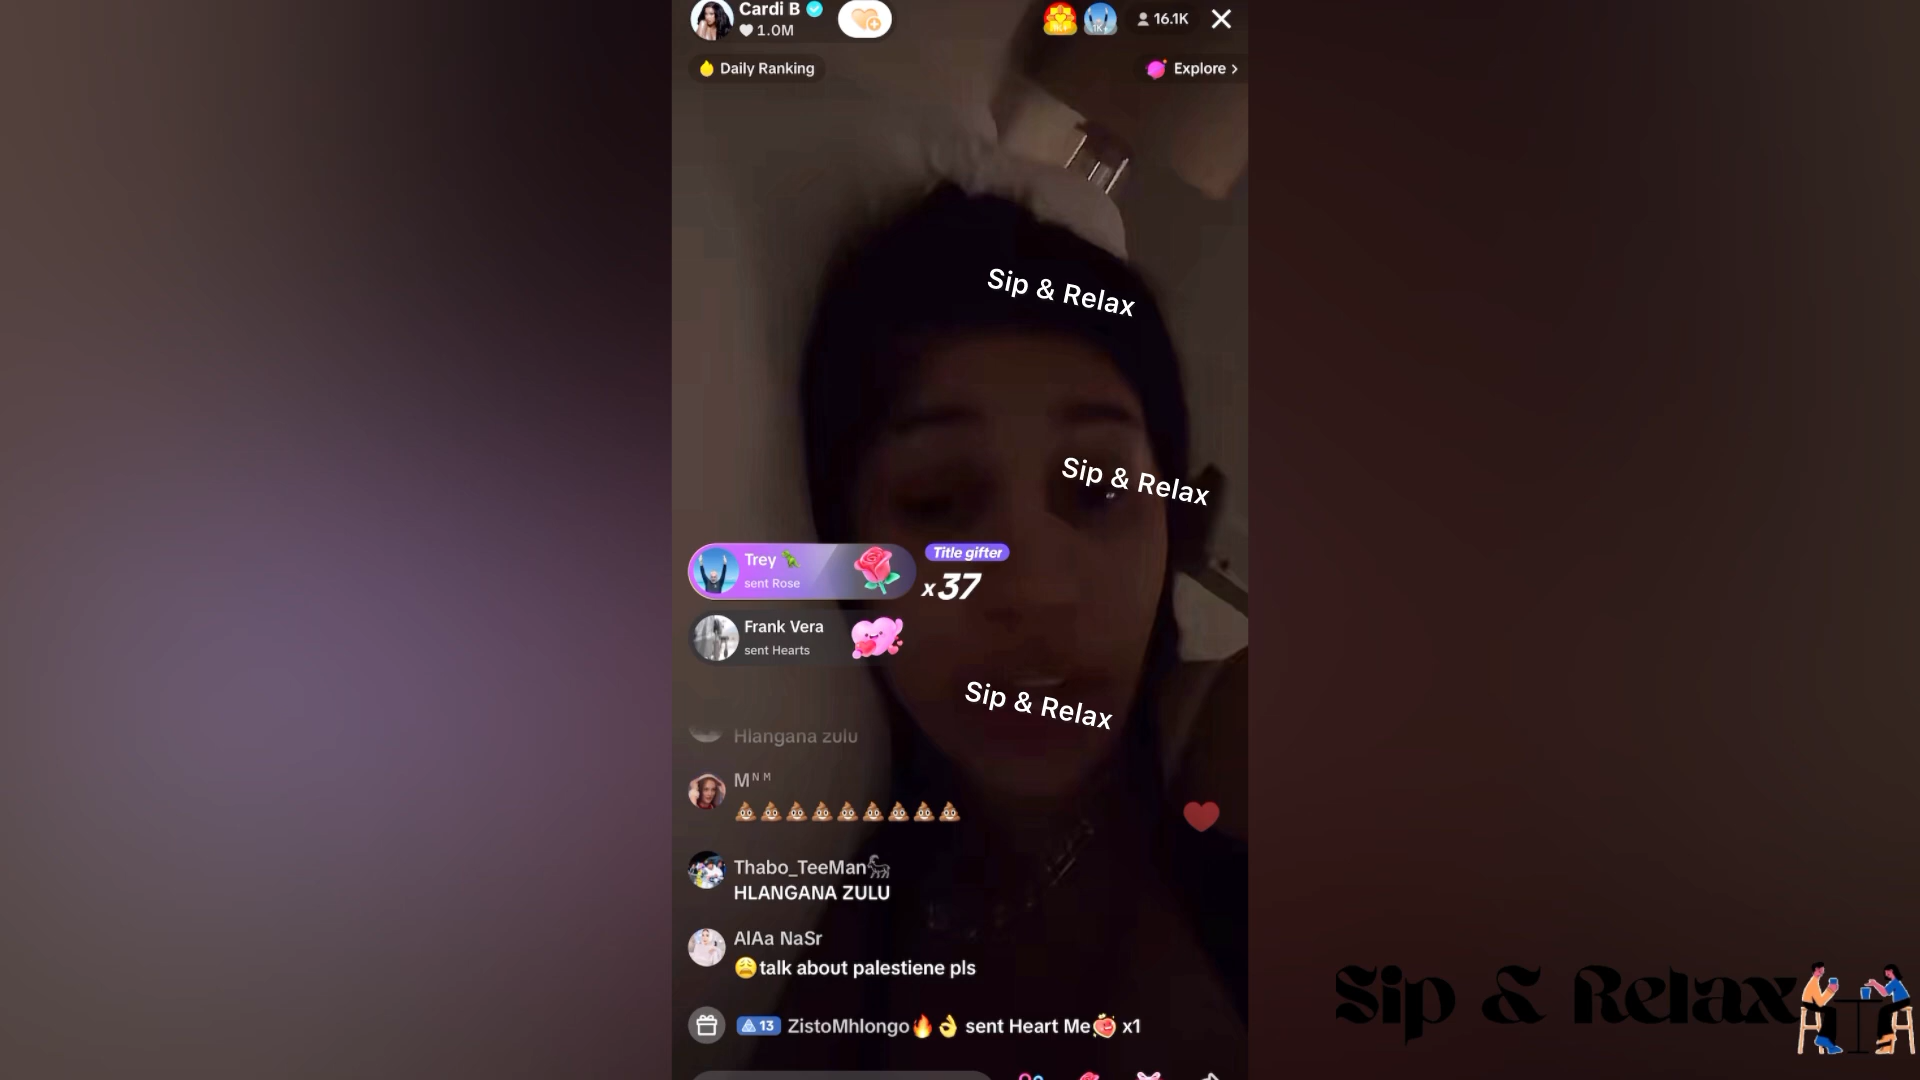 Cardi B
1.0M
16.1K
Daily Ranking
Explore >
Sip & Relax
Sip & Relax
Trey
sent Rose
Title gifter
x37
1K
Frank Vera
sent Hearts
Sip & Relax
Hlangana zulu
Mᴺ ᴹ
Thabo_TeeMan
HLANGANA ZULU
AlAa NaSr
talk about palestiene pls
13 ZistoMhlongo sent Heart Me x1
Sip & Relax